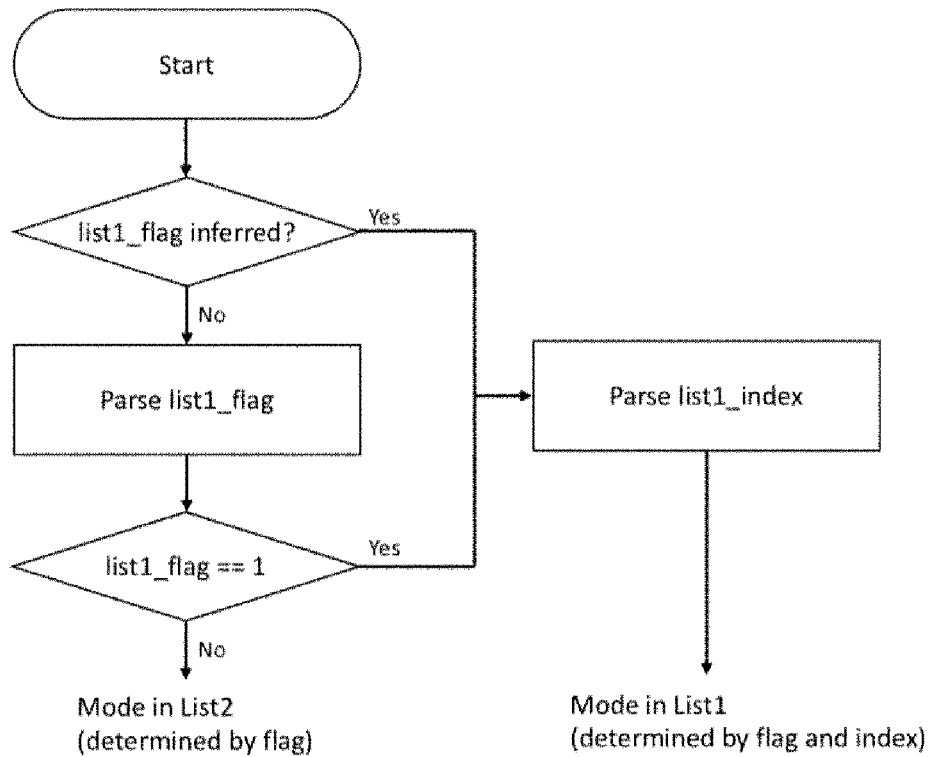 Start
list1_flag inferred?
Yes
No
Parse list1_flag
Parse list1_index
list1_flag == 1
Yes
No
Mode in List2
(determined by flag)
Mode in List1
(determined by flag and index)